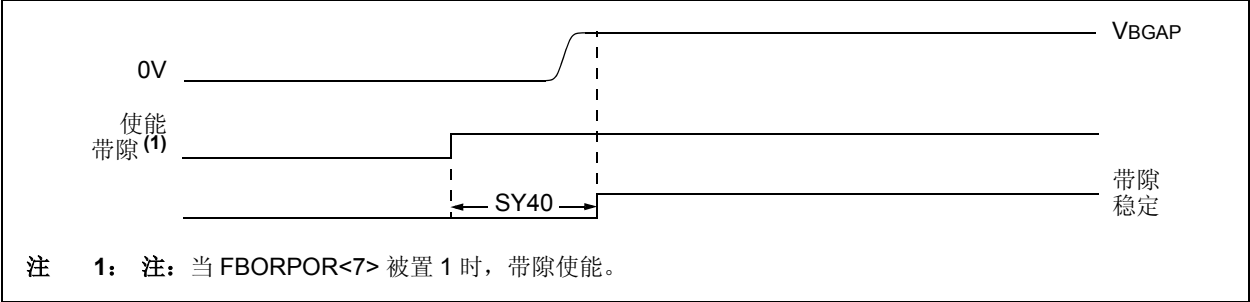 VBGAP
0V
使能
带隙 (1)
SY40
带隙
稳定
注 1： 注：当 FBORPOR<7> 被置 1 时，带隙使能。